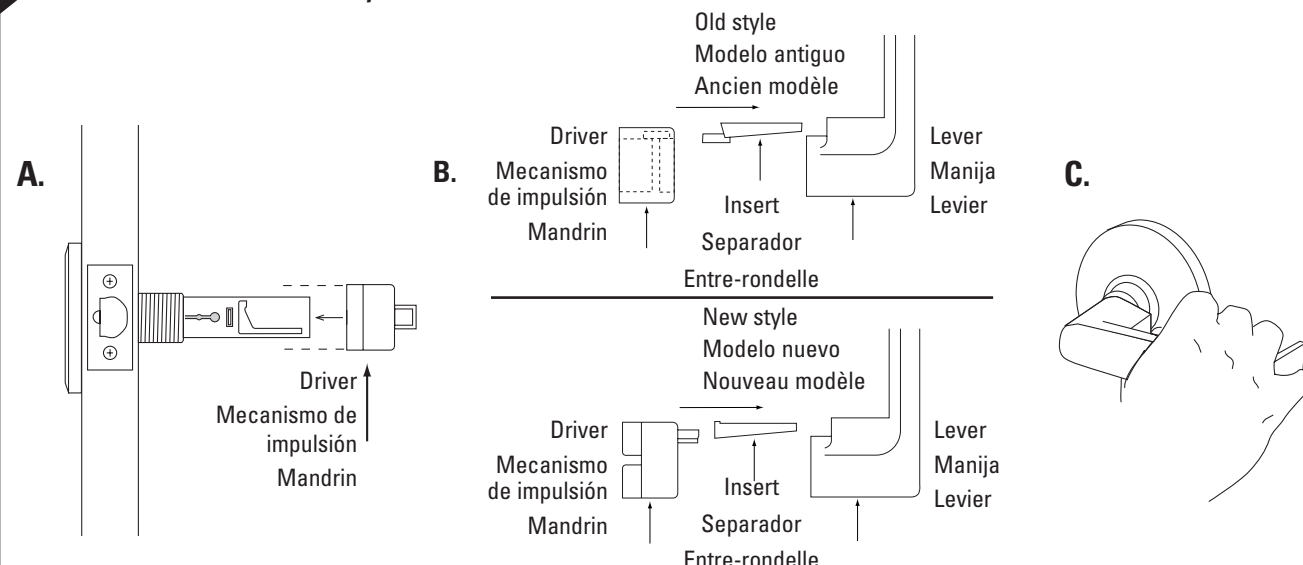 A.
Driver
Mecanismo de
impulsión
Mandrin
B.
Old style
Modelo antiguo
Ancien modèle
Driver
Mecanismo
de impulsión
Mandrin
Insert
Separador
Entre-rondelle
Lever
Manija
Levier
New style
Modelo nuevo
Nouveau modèle
Driver
Mecanismo
de impulsión
Mandrin
Insert
Separador
Entre-rondelle
Lever
Manija
Levier
C.